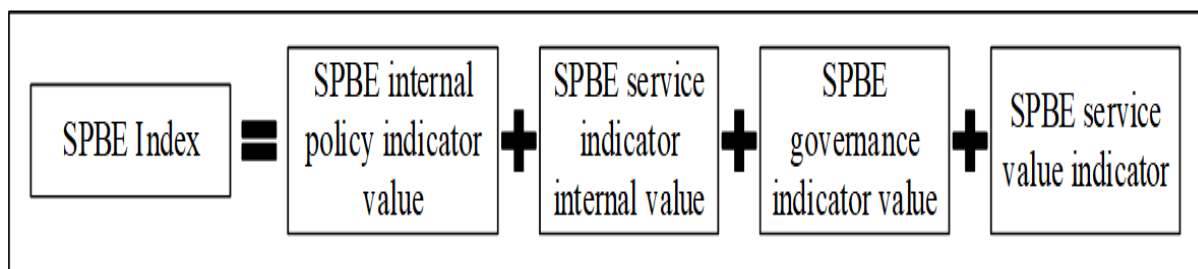 SPBE Index
=
SPBE internal
policy indicator
value
+
SPBE service
indicator
internal value
+
SPBE
governance
indicator value
+
SPBE service
value indicator